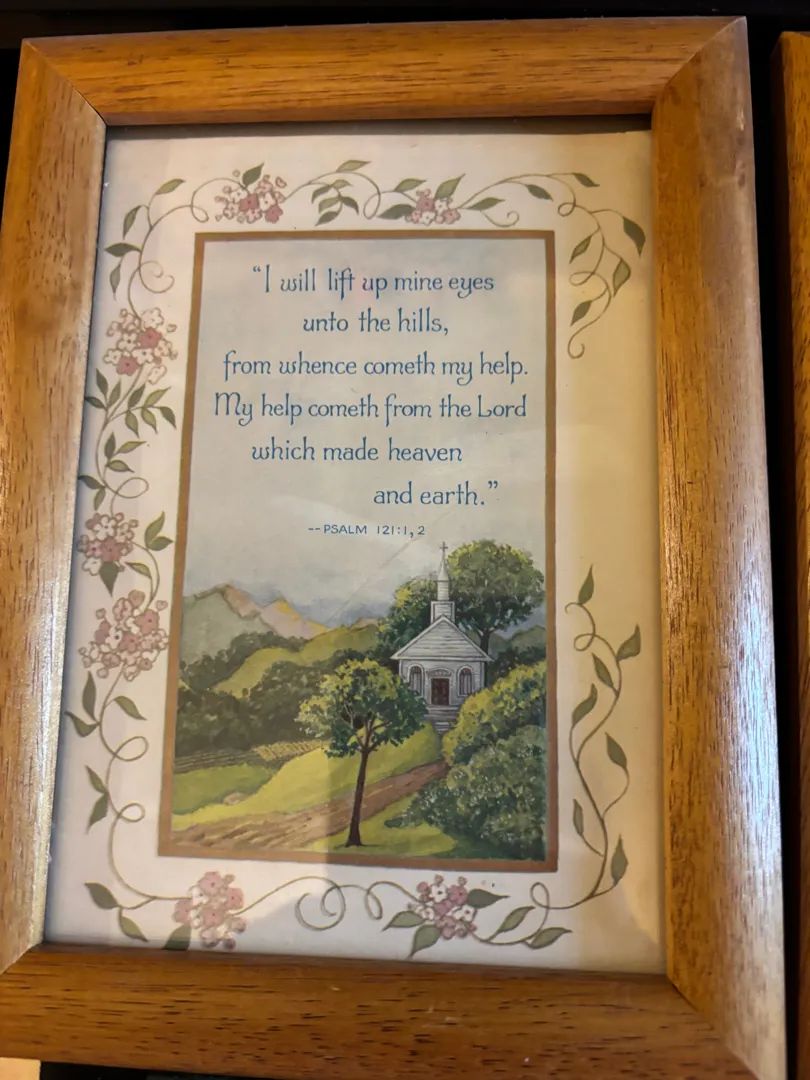 “I will lift up mine eyes
unto the hills,
from whence cometh my help.
My help cometh from the Lord
which made heaven
and earth.”
--PSALM 121:1, 2